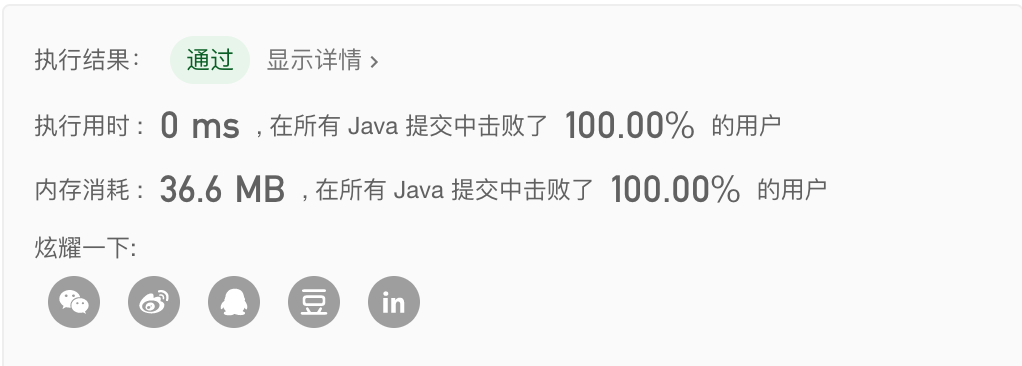 执行结果： 通过 显示详情 ›
执行用时 : 0 ms , 在所有 Java 提交中击败了 100.00% 的用户
内存消耗 : 36.6 MB , 在所有 Java 提交中击败了 100.00% 的用户
炫耀一下:
豆 in